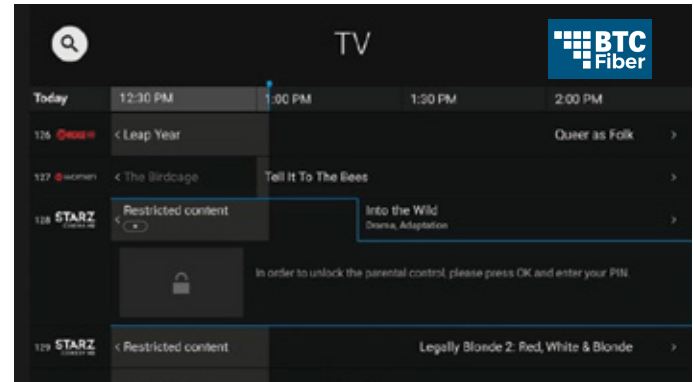 TV
BTC
Fiber
Today 12:30 PM 1:00 PM 1:30 PM 2:00 PM
126 < Leap Year Queer as Folk >
127 women < The Birdcage Tell It To The Bees >
128 STARZ < Restricted content Into the Wild >
Drama, Adaptation
In order to unlock the parental control, please press OK and enter your PIN.
129 STARZ < Restricted content Legally Blonde 2: Red, White & Blonde >